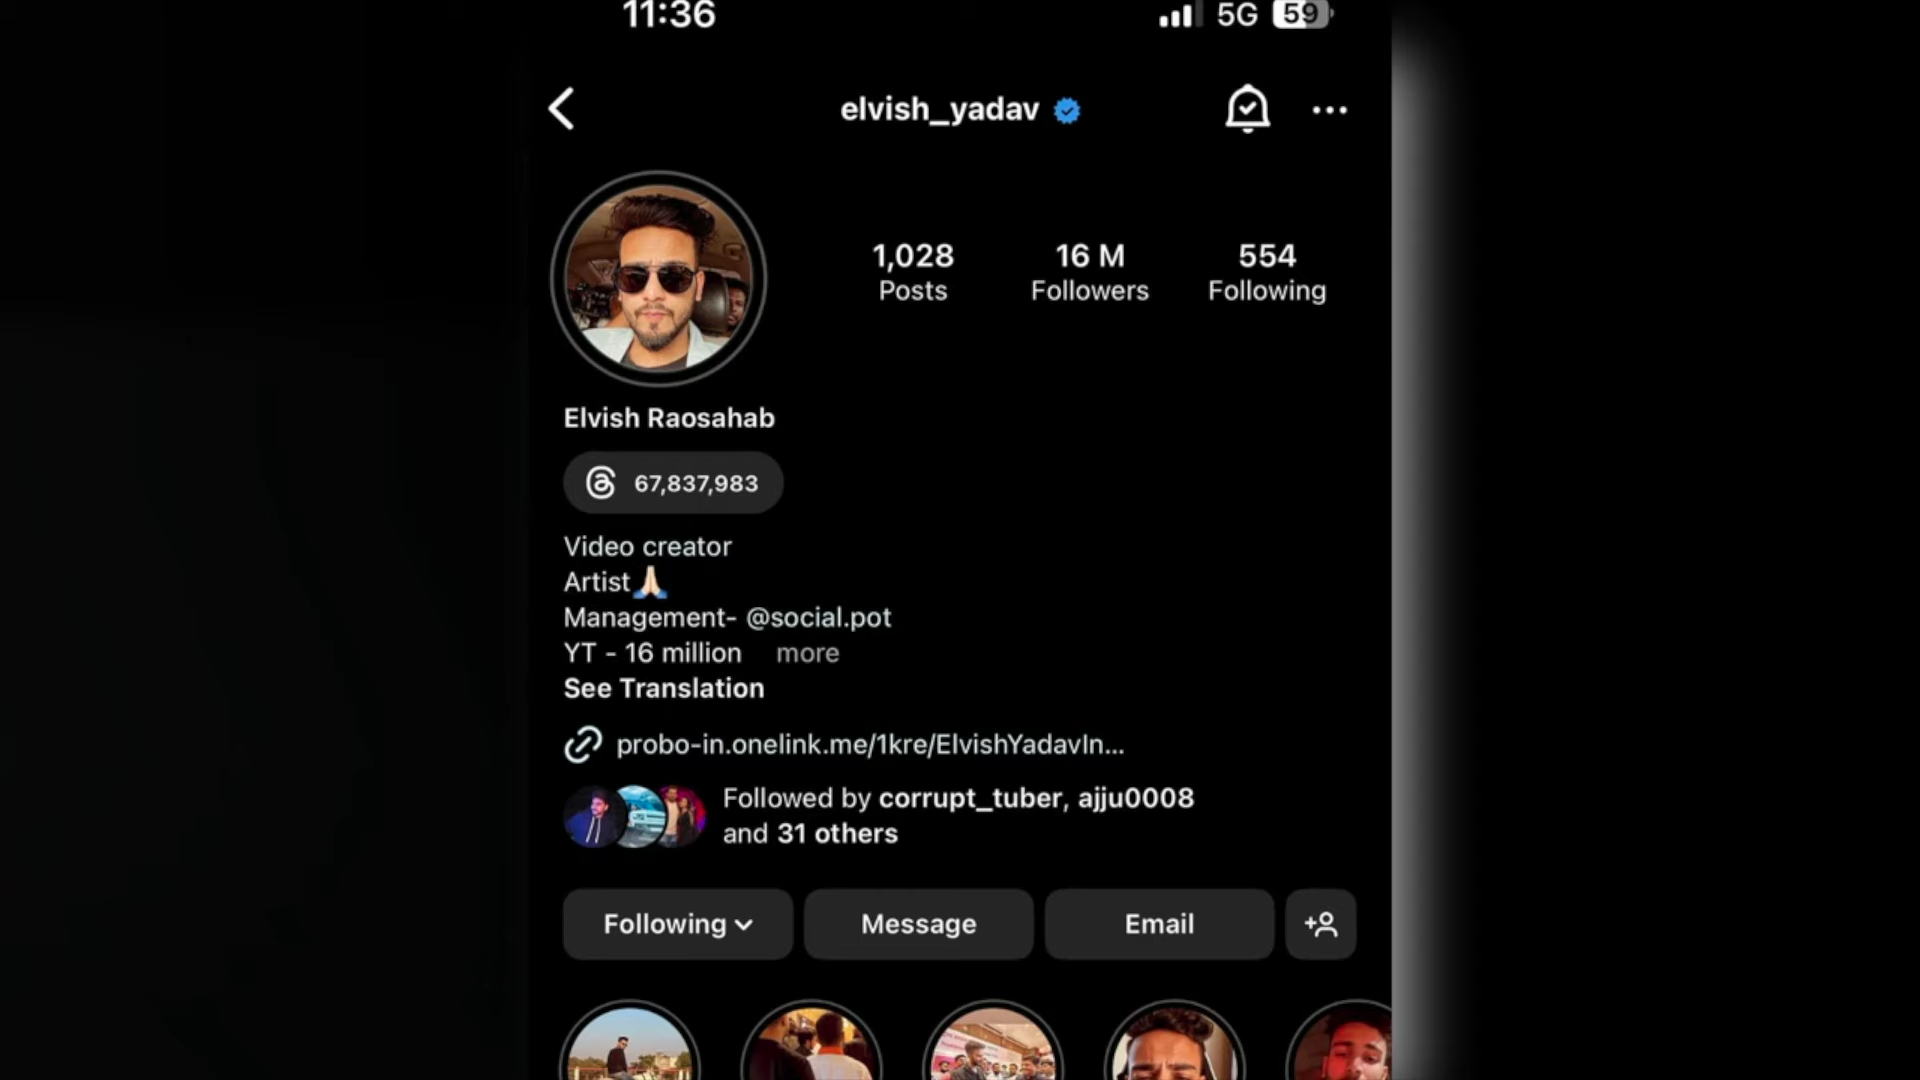 11:36
5G 59
elvish_yadav
1,028 16 M 554
Posts Followers Following
Elvish Raosahab
67,837,983
Video creator
Artist🙏🏻
Management- @social.pot
YT - 16 million more
See Translation
probo-in.onelink.me/1kre/ElvishYadavIn...
Followed by corrupt_tuber, ajju0008
and 31 others
Following Message Email